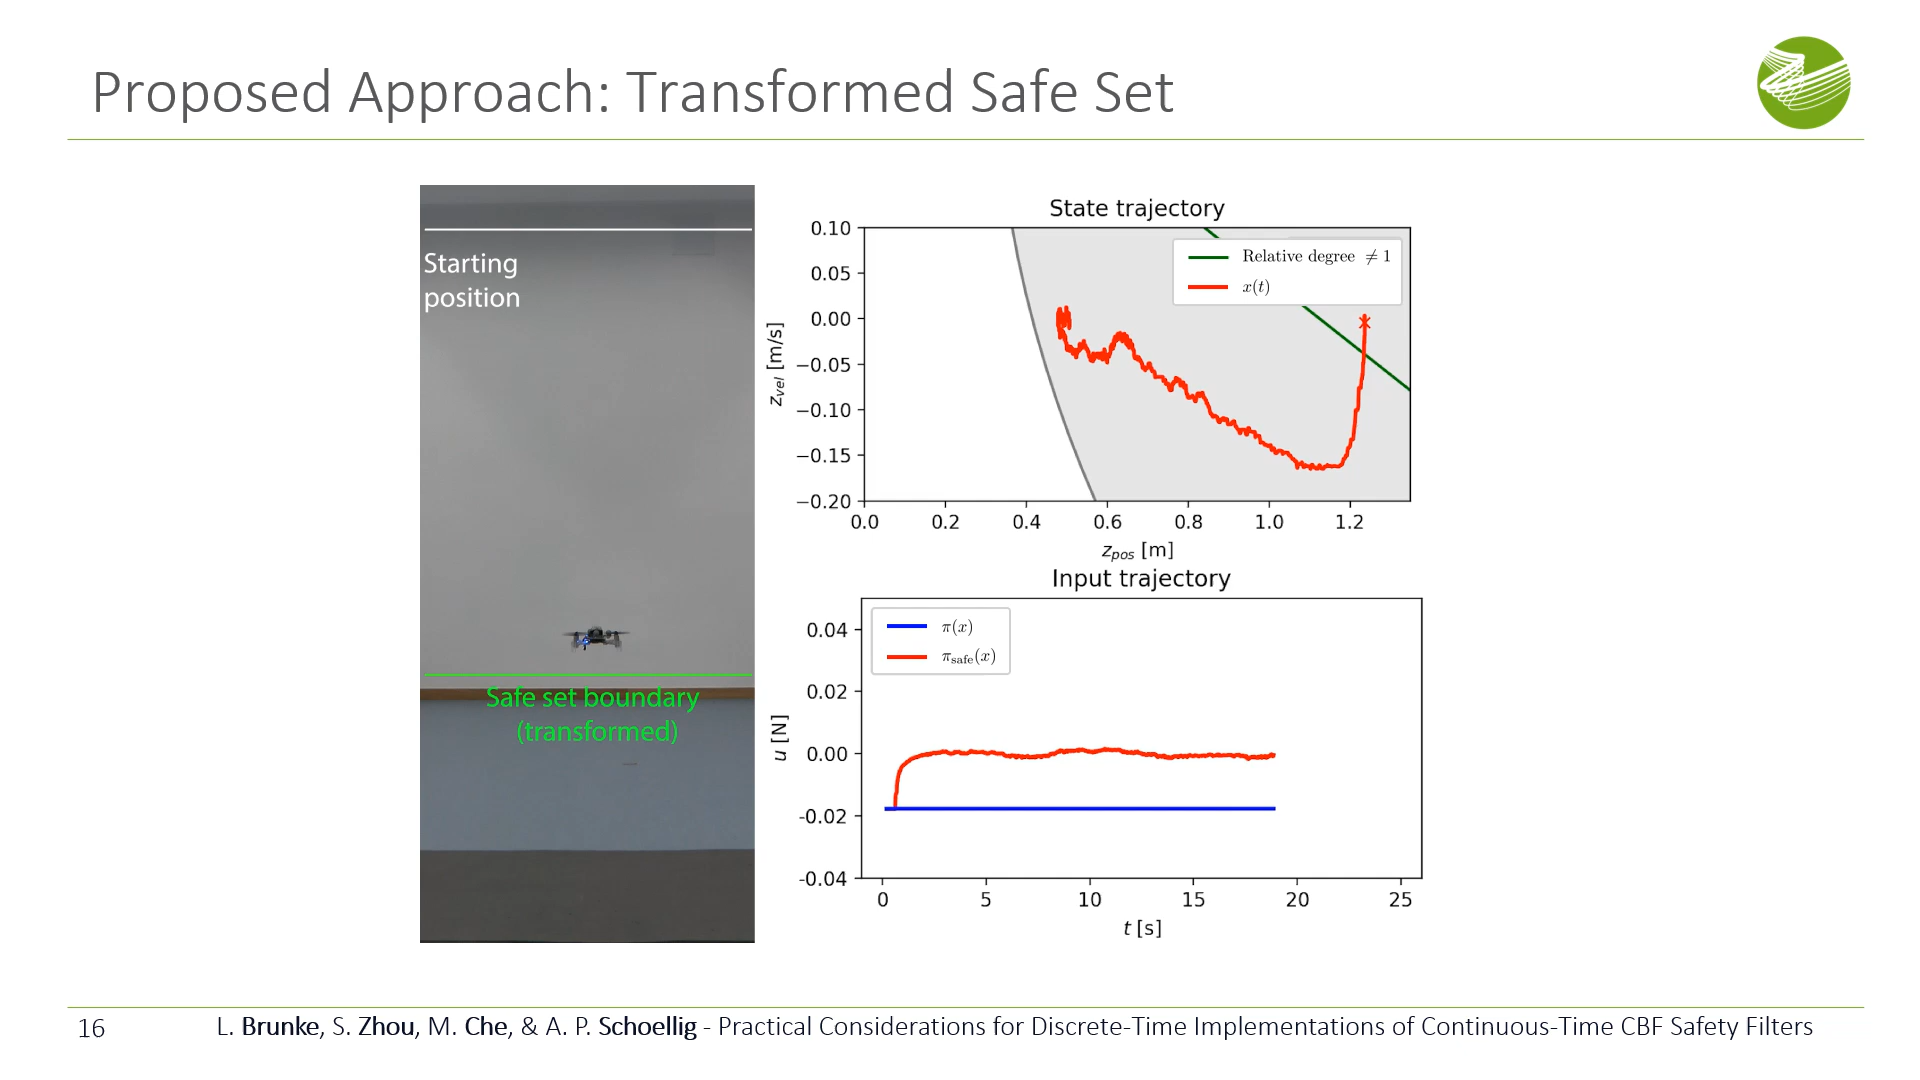 Proposed Approach: Transformed Safe Set
Starting
position
Safe set boundary
(transformed)
State trajectory
0.10
0.05
0.00
−0.05
−0.10
−0.15
−0.20
z_vel [m/s]
Relative degree ≠ 1
x(t)
0.0 0.2 0.4 0.6 0.8 1.0 1.2
z_pos [m]
Input trajectory
0.04
0.02
0.00
-0.02
-0.04
u [N]
π(x)
π_safe(x)
0 5 10 15 20 25
t [s]
16 L. Brunke, S. Zhou, M. Che, & A. P. Schoellig - Practical Considerations for Discrete-Time Implementations of Continuous-Time CBF Safety Filters